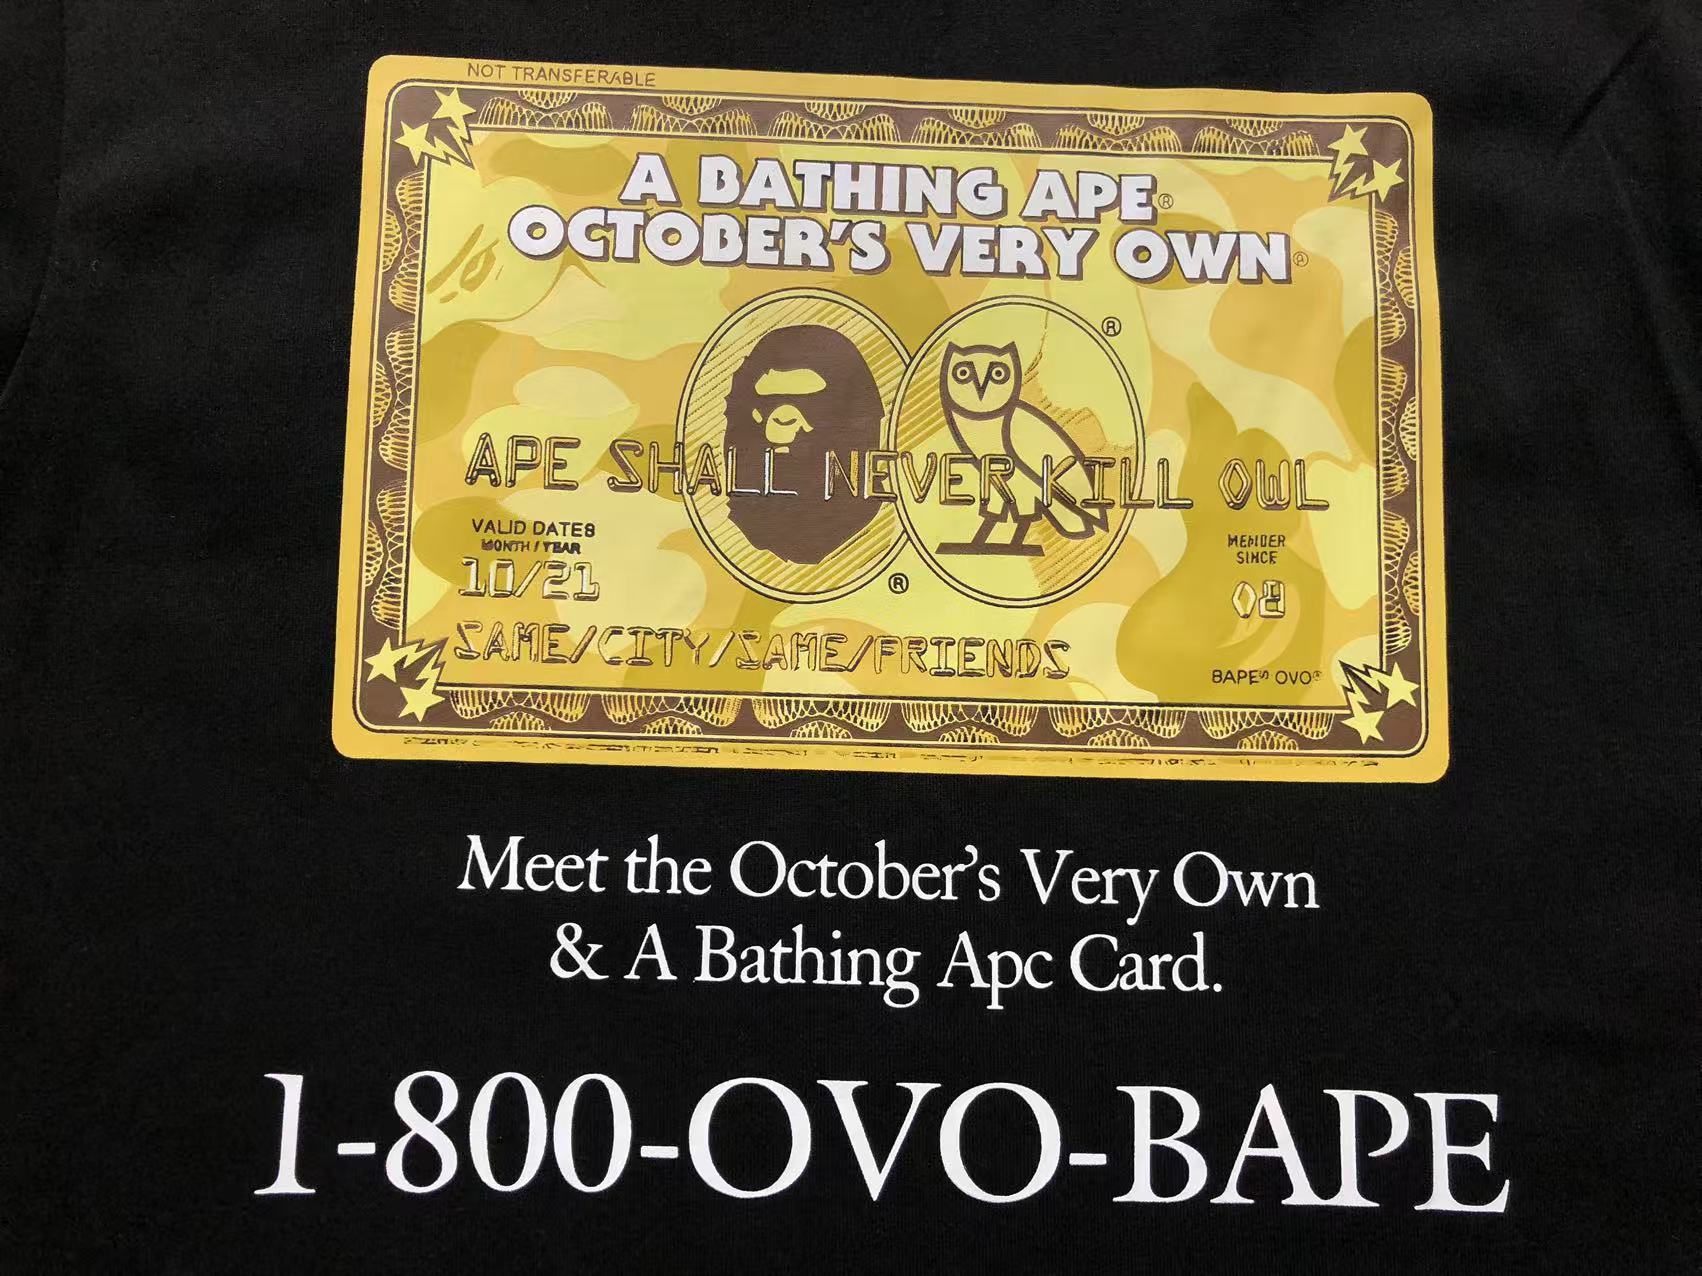 NOT TRANSFERABLE
A BATHING APE®
OCTOBER'S VERY OWN®
®
APE SHALL NEVER KILL OWL
VALID DATES
MONTH / YEAR
10/21
MEMBER
SINCE
08
®
SAME/CITY/SAME/FRIENDS
BAPE® OVO®
Meet the October's Very Own
& A Bathing Ape Card.
1-800-OVO-BAPE